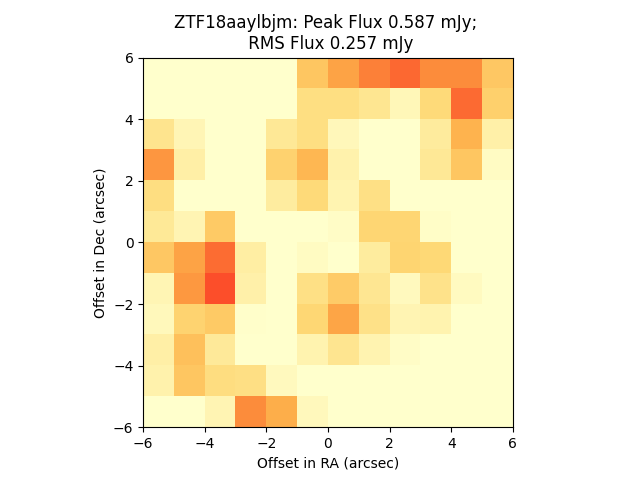 ZTF18aaylbjm: Peak Flux 0.587 mJy;
RMS Flux 0.257 mJy
6
4
2
0
−2
−4
−6
Offset in Dec (arcsec)
−6 −4 −2 0 2 4 6
Offset in RA (arcsec)